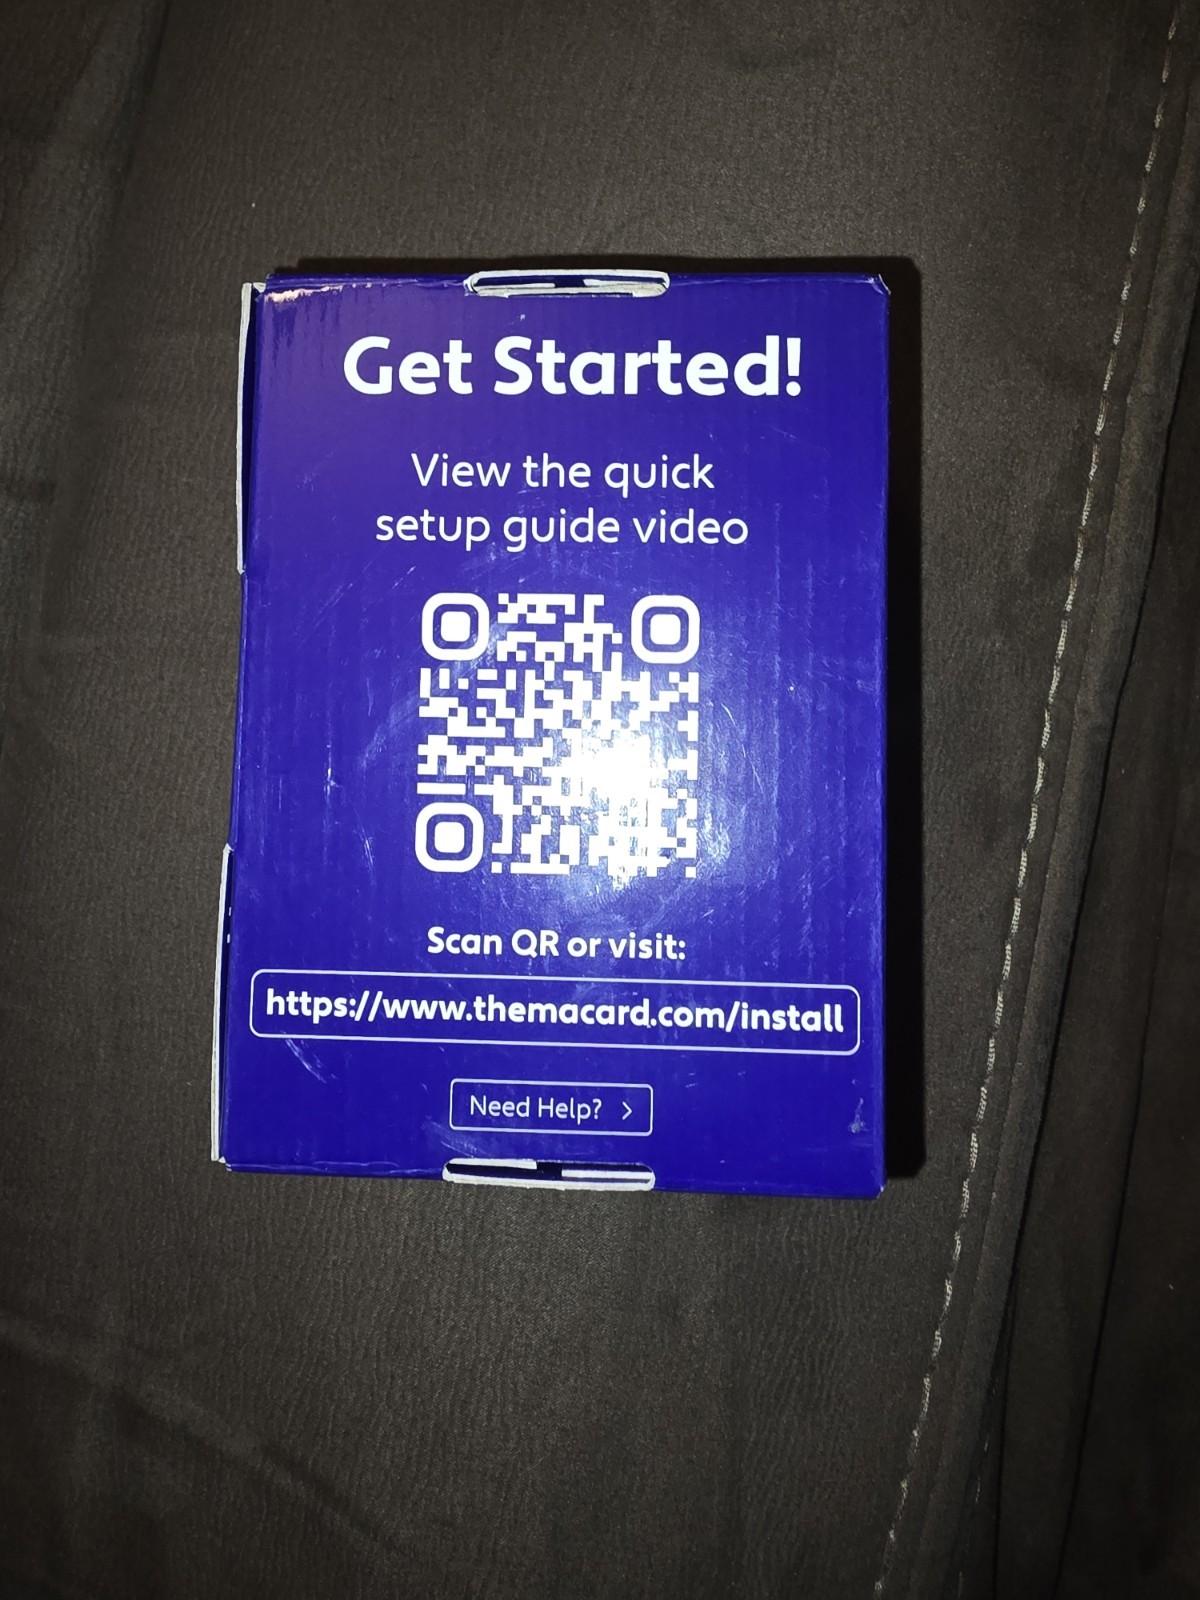 Get Started!
View the quick
setup guide video
Scan QR or visit:
https://www.themacard.com/install
Need Help? >